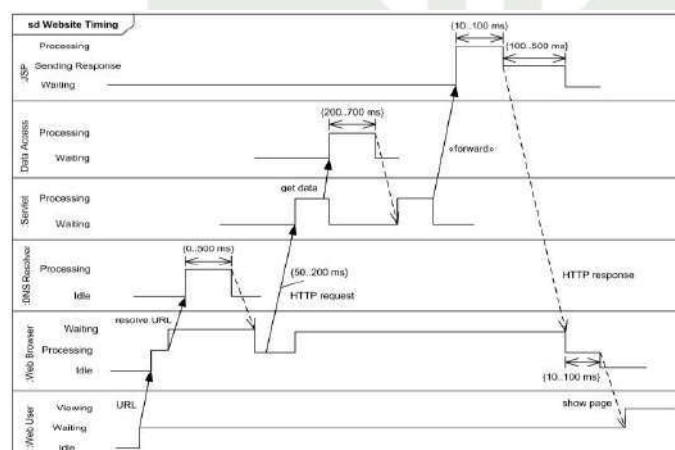 sd Website Timing
{10..100 ms}
Processing
{100..500 ms}
Sending Response
Waiting
:JSP
{200..700 ms}
Processing
Waiting
:Data Access
«forward»
get data
Processing
Waiting
:Servlet
{0..500 ms}
Processing
{50..200 ms}
HTTP response
Idle
HTTP request
:DNS Resolver
resolve URL
Waiting
Processing
Idle
{10..100 ms}
:Web Browser
URL
show page
Viewing
Waiting
Idle
:Web User